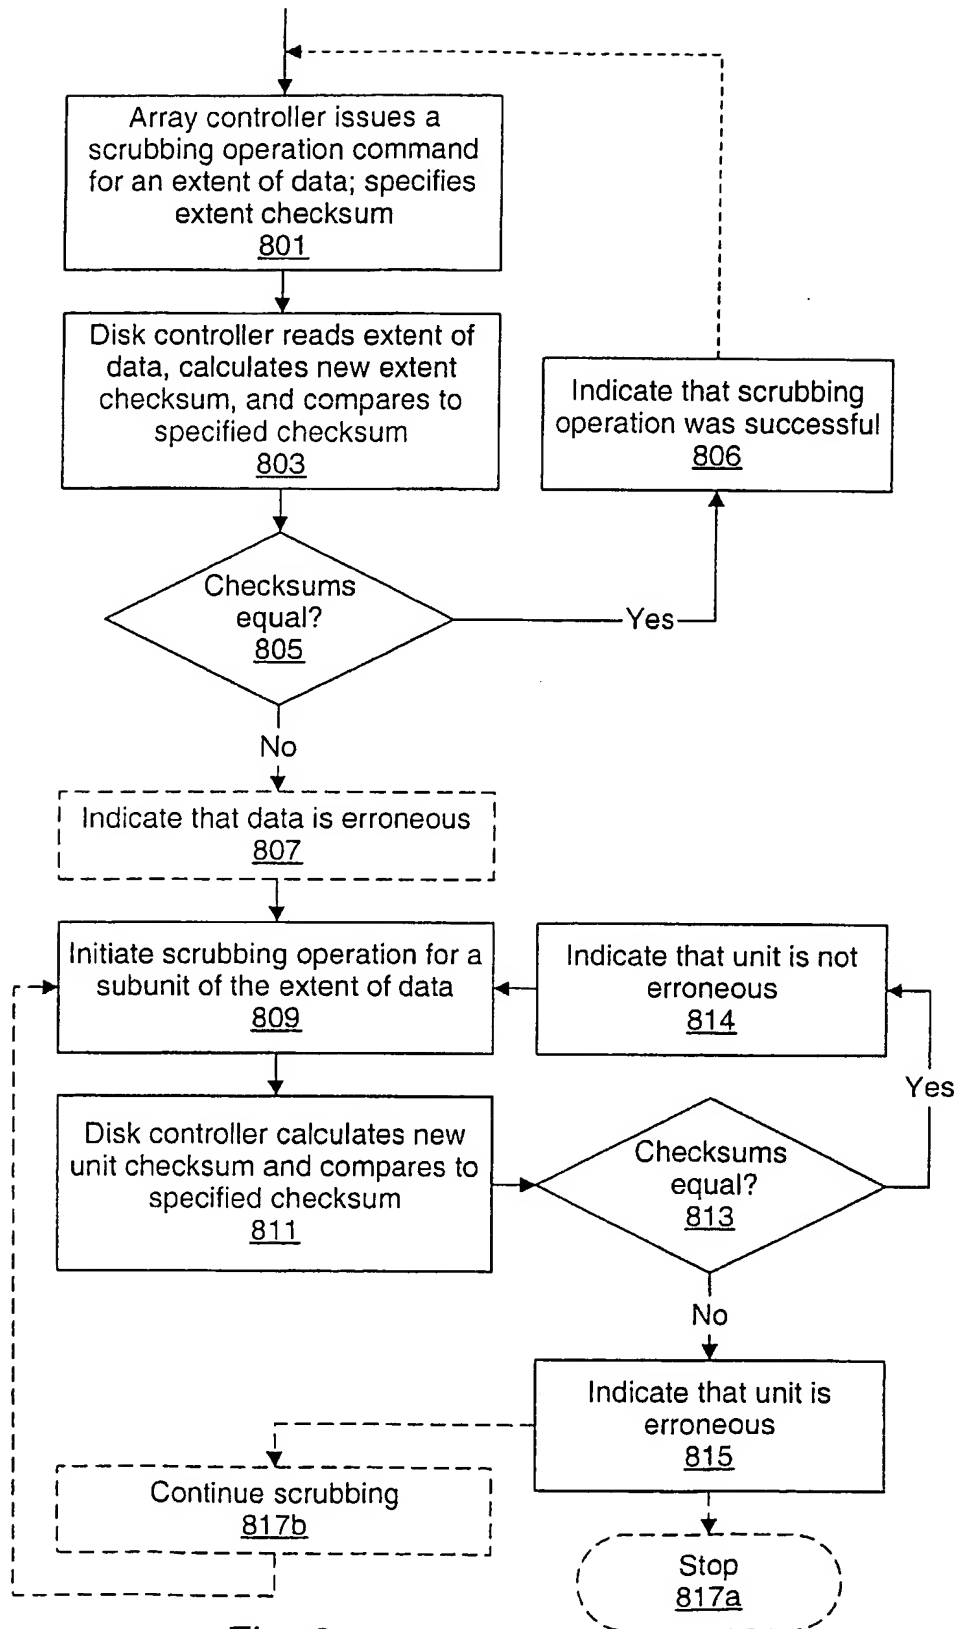 Array controller issues a
scrubbing operation command
for an extent of data; specifies
extent checksum
801
Disk controller reads extent of
data, calculates new extent
checksum, and compares to
specified checksum
803
Indicate that scrubbing
operation was successful
806
Checksums
equal?
805
Yes
No
Indicate that data is erroneous
807
Initiate scrubbing operation for a
subunit of the extent of data
809
Indicate that unit is not
erroneous
814
Yes
Disk controller calculates new
unit checksum and compares to
specified checksum
811
Checksums
equal?
813
No
Indicate that unit is
erroneous
815
Continue scrubbing
817b
Stop
817a